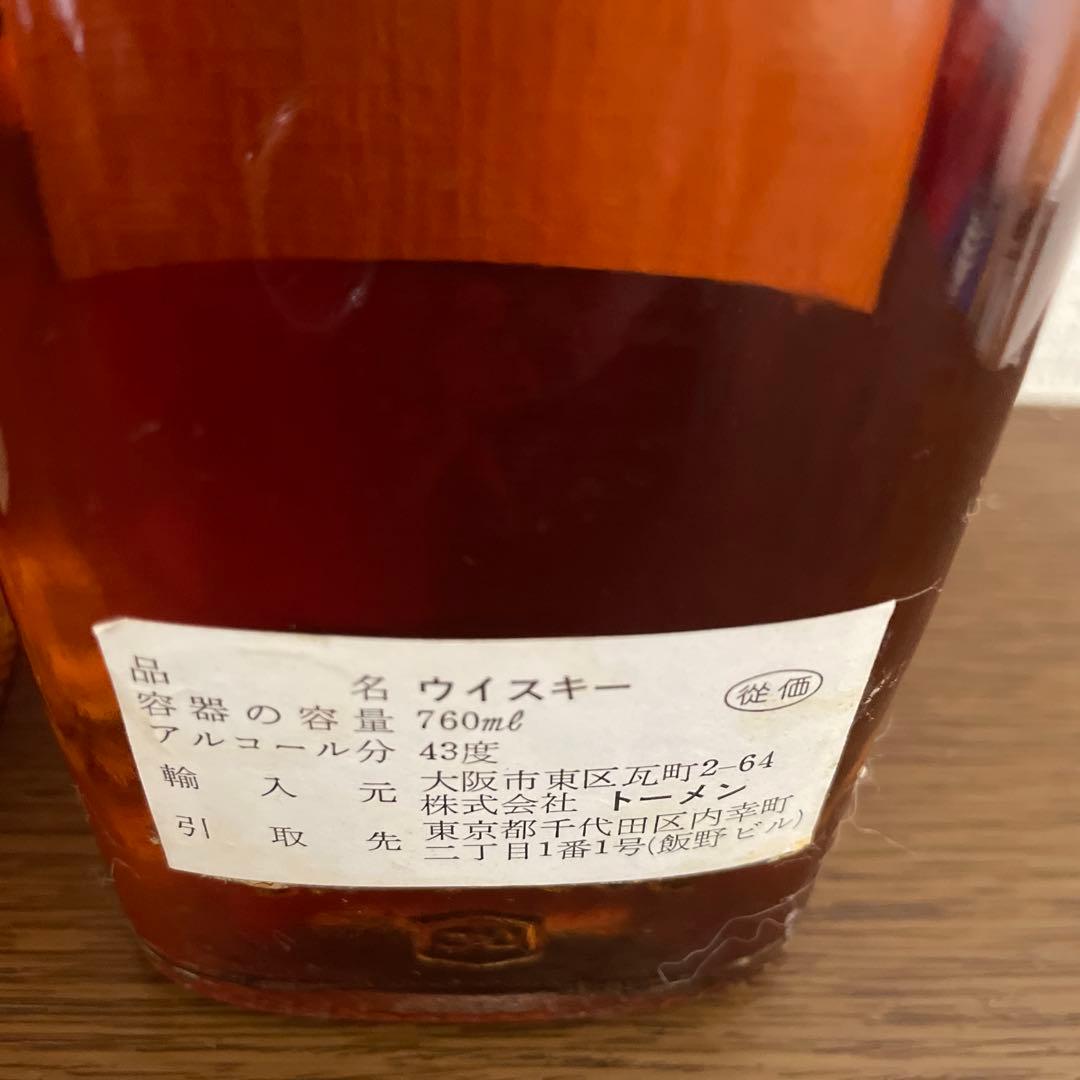 品名 ウイスキー 従価
容器の容量 760ml
アルコール分 43度
輸入元 大阪市東区瓦町2-64
株式会社 トーメン
引取先 東京都千代田区内幸町
二丁目1番1号(飯野ビル)